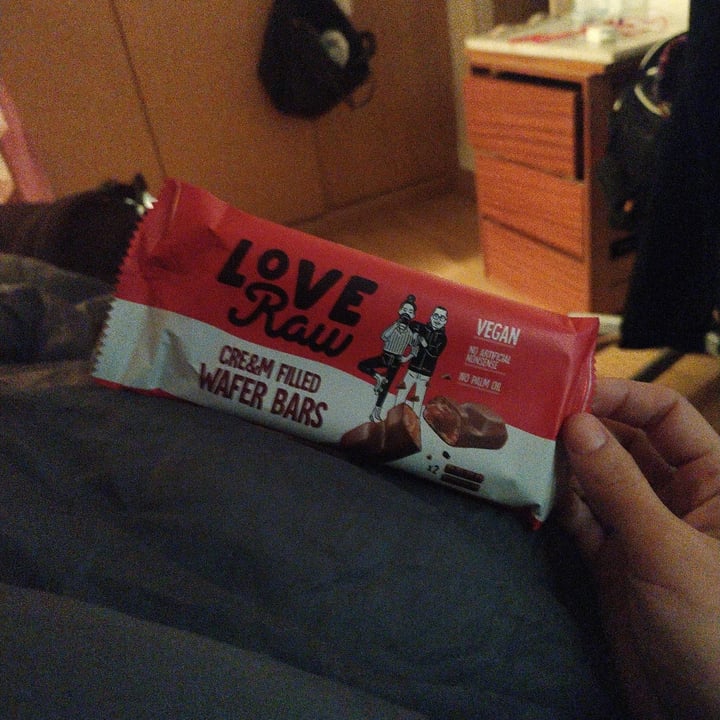 LOVE
Raw
CRE&M FILLED
WAFER BARS
VEGAN
NO ARTIFICIAL
NONSENSE
NO PALM OIL
x2